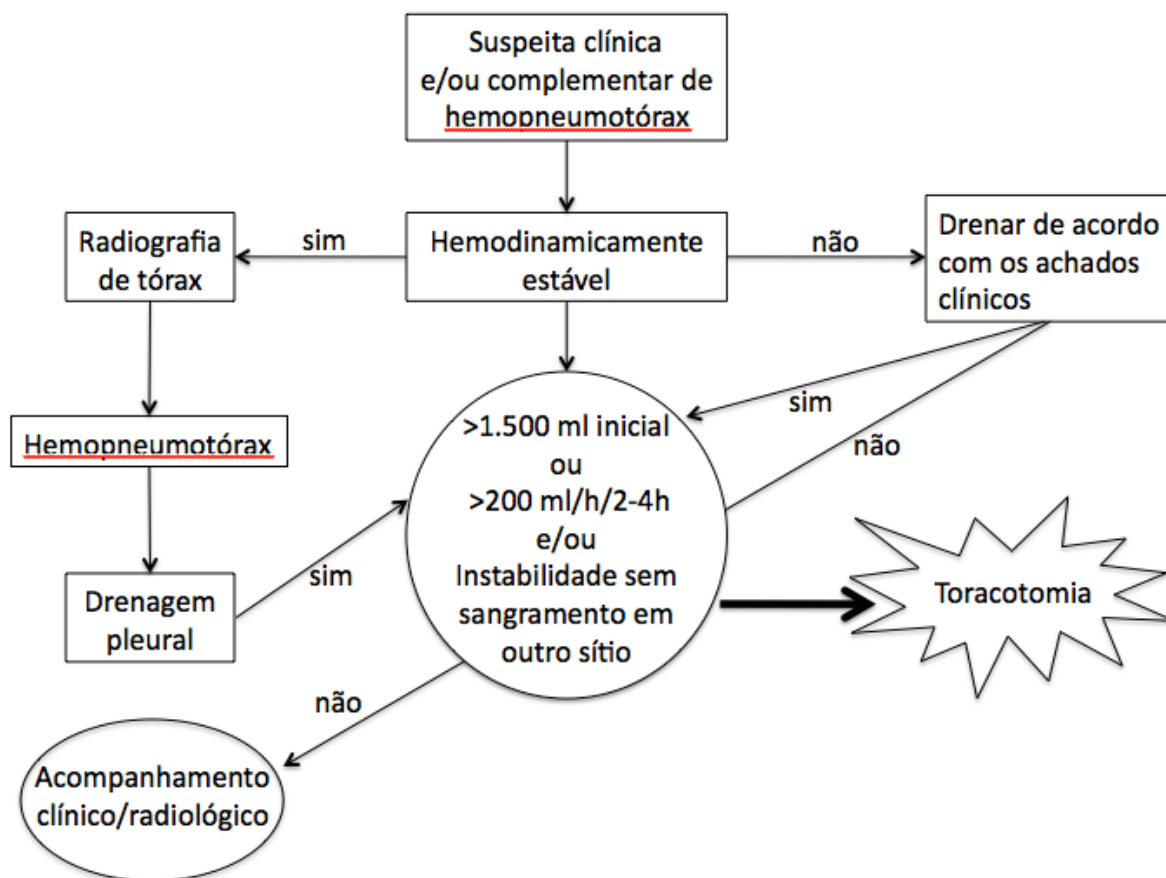 Suspeita clínica
e/ou complementar de
hemopneumotórax
Radiografia
de tórax
sim
Hemodinamicamente
estável
não
Drenar de acordo
com os achados
clínicos
sim
não
Hemopneumotórax
>1.500 ml inicial
ou
>200 ml/h/2-4h
e/ou
Instabilidade sem
sangramento em
outro sítio
Drenagem
pleural
sim
Toracotomia
não
Acompanhamento
clínico/radiológico